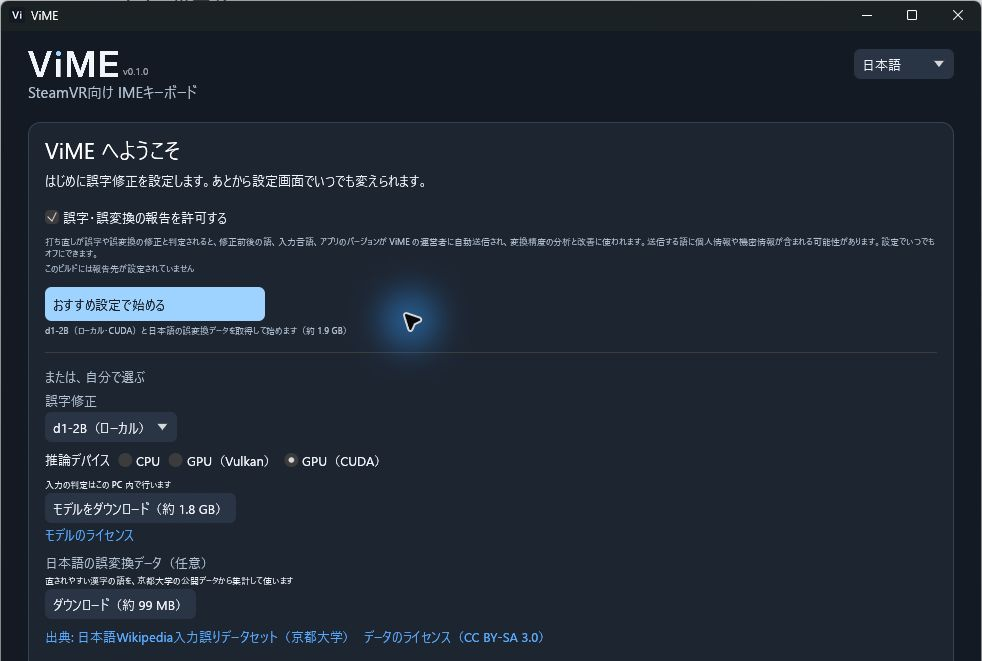 Vi ViME
ViME v0.1.0
日本語
SteamVR向け IMEキーボード
ViME へようこそ
はじめに誤字修正を設定します。あとから設定画面でいつでも変えられます。
誤字・誤変換の報告を許可する
打ち直しが誤字や誤変換の修正と判定されると、修正前後の語、入力言語、アプリのバージョンが ViME の運営者に自動送信され、変換精度の分析と改善に使われます。送信する語に個人情報や機密情報が含まれる可能性があります。設定でいつでも
オフにできます。
このビルドには報告先が設定されていません
おすすめ設定で始める
d1-2B（ローカル・CUDA）と日本語の誤変換データを取得して始めます（約 1.9 GB）
または、自分で選ぶ
誤字修正
d1-2B（ローカル）
推論デバイス CPU GPU（Vulkan） GPU（CUDA）
入力の判定はこの PC 内で行います
モデルをダウンロード（約 1.8 GB）
モデルのライセンス
日本語の誤変換データ（任意）
直されやすい漢字の語を、京都大学の公開データから集計して使います
ダウンロード（約 99 MB）
出典: 日本語Wikipedia入力誤りデータセット（京都大学） データのライセンス（CC BY-SA 3.0）